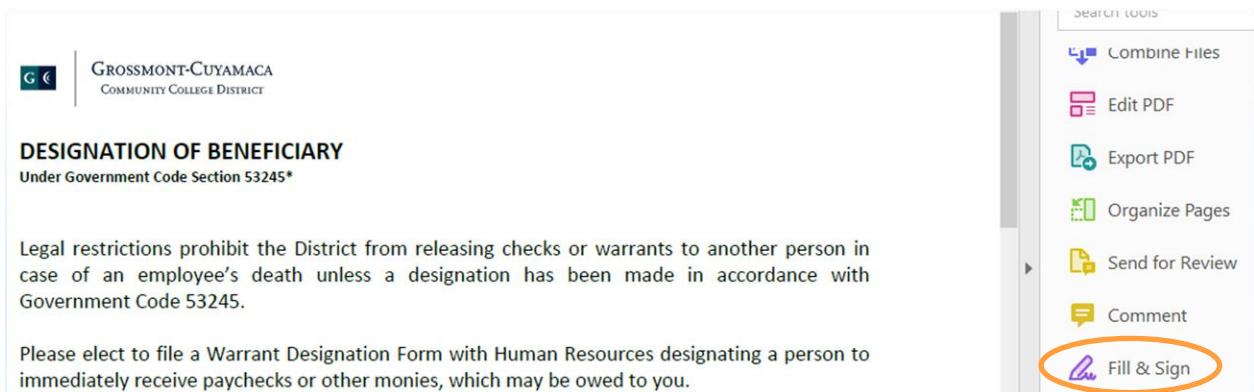 Search tools
G C
GROSSMONT-CUYAMACA
COMMUNITY COLLEGE DISTRICT
DESIGNATION OF BENEFICIARY
Under Government Code Section 53245*
Legal restrictions prohibit the District from releasing checks or warrants to another person in
case of an employee’s death unless a designation has been made in accordance with
Government Code 53245.
Please elect to file a Warrant Designation Form with Human Resources designating a person to
immediately receive paychecks or other monies, which may be owed to you.
Combine Files
Edit PDF
Export PDF
Organize Pages
Send for Review
Comment
Fill & Sign